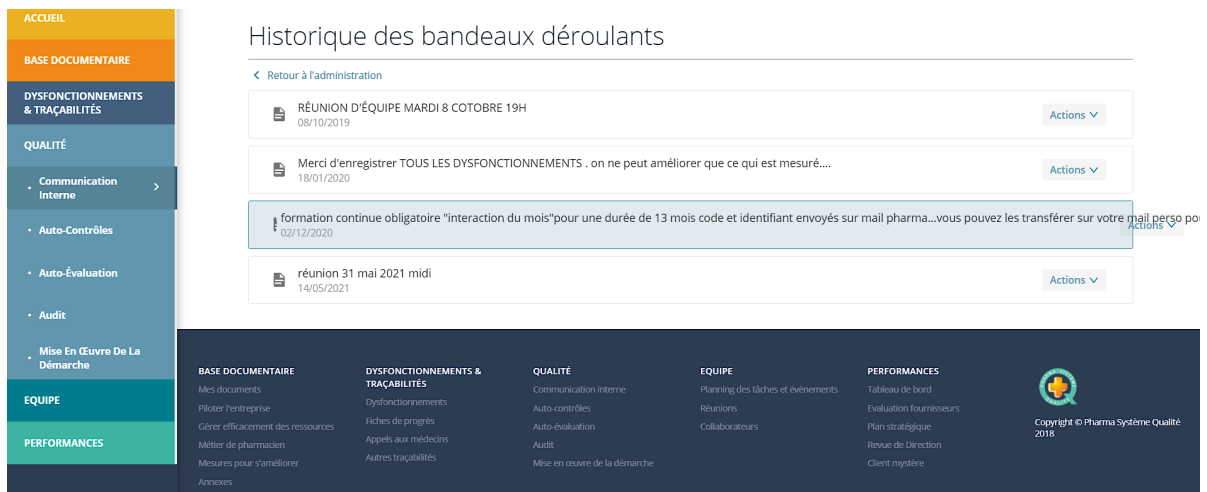 ACCUEIL
BASE DOCUMENTAIRE
DYSFONCTIONNEMENTS
& TRAÇABILITÉS
QUALITÉ
Communication
Interne
Auto-Contrôles
Auto-Évaluation
Audit
Mise En Œuvre De La
Démarche
EQUIPE
PERFORMANCES
Historique des bandeaux déroulants
Retour à l'administration
RÉUNION D'ÉQUIPE MARDI 8 COTOBRE 19H
08/10/2019
Actions
Merci d'enregistrer TOUS LES DYSFONCTIONNEMENTS . on ne peut améliorer que ce qui est mesuré....
18/01/2020
Actions
formation continue obligatoire "interaction du mois"pour une durée de 13 mois code et identifiant envoyés sur mail pharma...vous pouvez les transférer sur votre mail perso
02/12/2020
Actions
réunion 31 mai 2021 midi
14/05/2021
Actions
BASE DOCUMENTAIRE
Mes documents
Piloter l'entreprise
Gérer efficacement des ressources
Métier de pharmacien
Mesures pour s'améliorer
Annexes
DYSFONCTIONNEMENTS &
TRAÇABILITÉS
Dysfonctionnements
Fiches de progrès
Appels aux médecins
Autres traçabilités
QUALITÉ
Communication interne
Auto-contrôles
Auto-évaluation
Audit
Mise en œuvre de la démarche
EQUIPE
Planning des tâches et évènements
Réunions
Collaborateurs
PERFORMANCES
Tableau de bord
Evaluation fournisseurs
Plan stratégique
Revue de Direction
Client mystère
Copyright © Pharma Système Qualité
2018